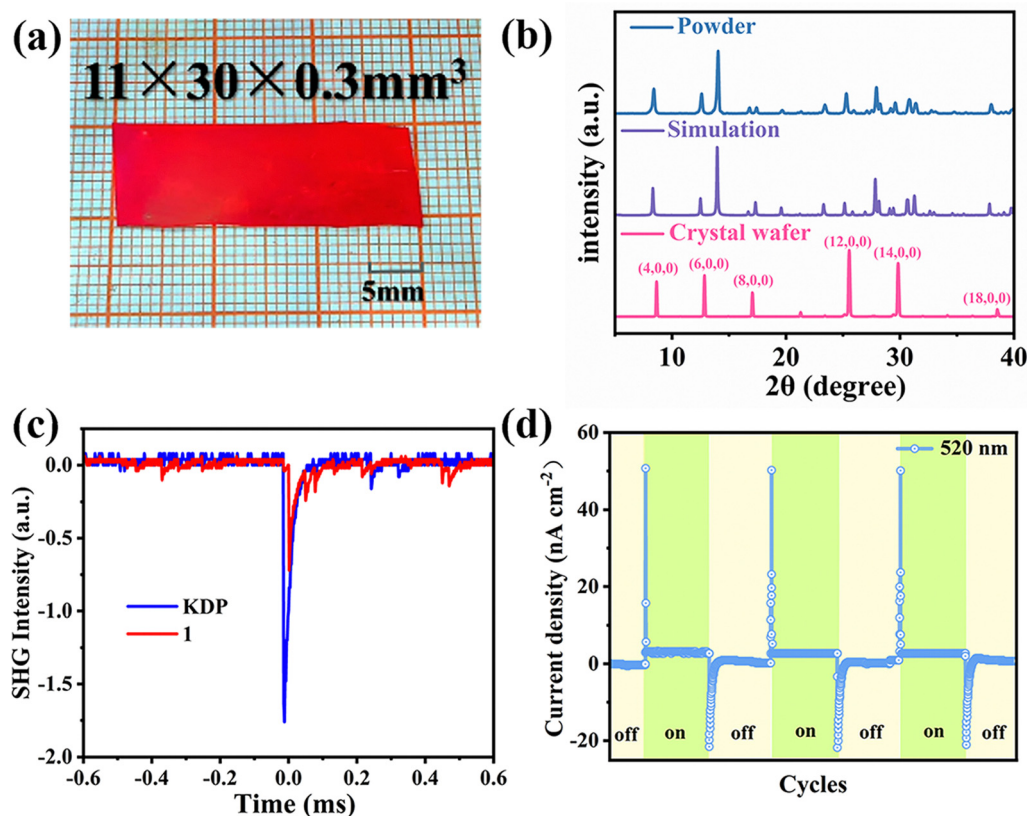 (a)
11×30×0.3mm³
5mm
(b)
Powder
Simulation
Crystal wafer
(4,0,0)
(6,0,0)
(8,0,0)
(12,0,0)
(14,0,0)
(18,0,0)
intensity (a.u.)
10 20 30 40
2θ (degree)
(c)
0.0
-0.5
-1.0
-1.5
-2.0
SHG Intensity (a.u.)
KDP
1
-0.6 -0.4 -0.2 0.0 0.2 0.4 0.6
Time (ms)
(d)
60
40
20
0
-20
Current density (nA cm⁻²)
520 nm
off on off on off on off
Cycles